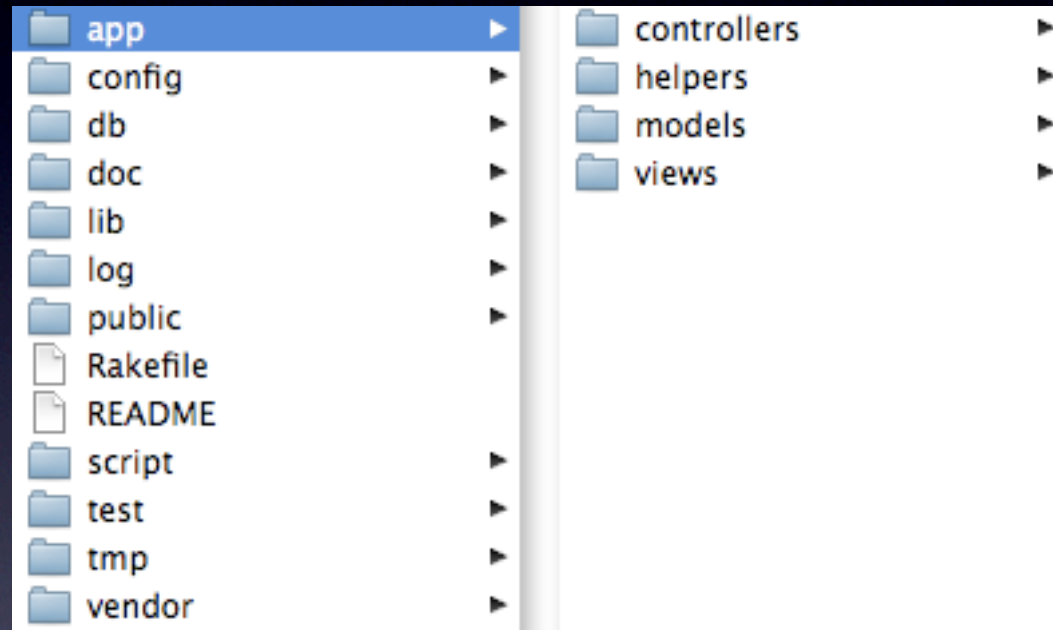 app
config
db
doc
lib
log
public
Rakefile
README
script
test
tmp
vendor
controllers
helpers
models
views